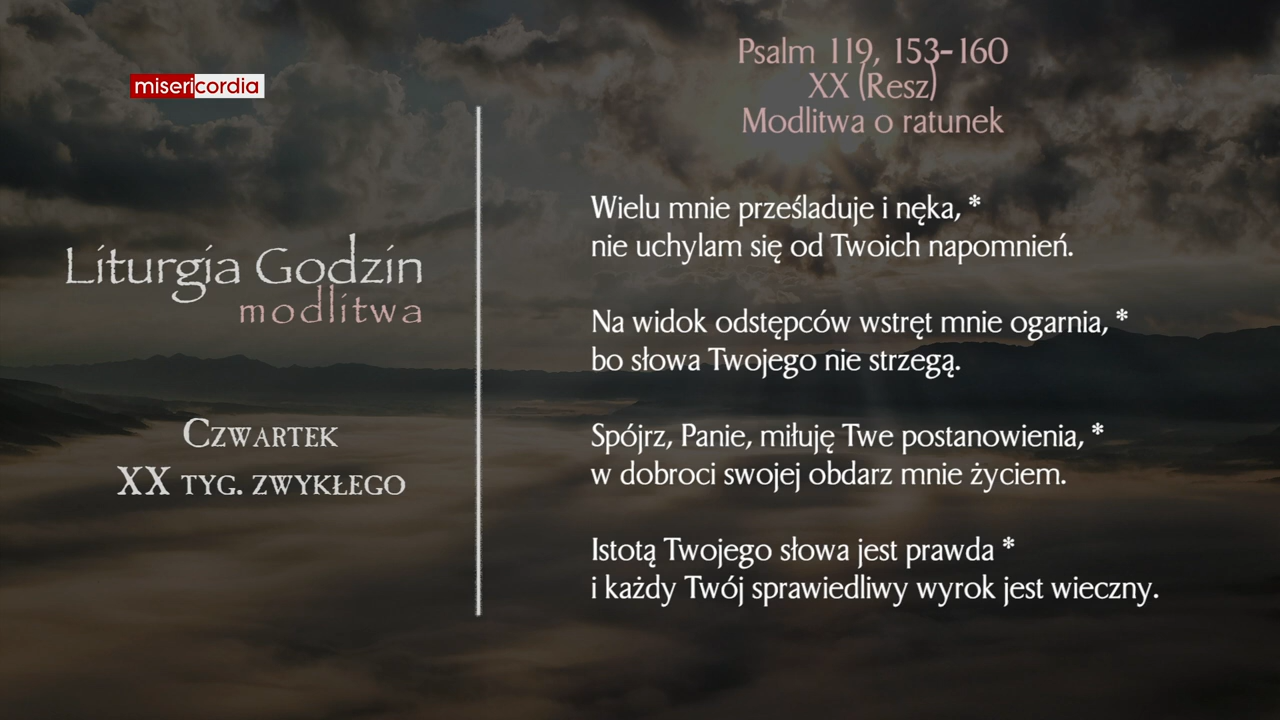 misericordia
Liturgia Godzin
modlitwa
Czwartek
XX tyg. zwykłego
Psalm 119, 153-160
XX (Resz)
Modlitwa o ratunek
Wielu mnie prześladuje i nęka, *
nie uchylam się od Twoich napomnień.
Na widok odstępców wstręt mnie ogarnia, *
bo słowa Twojego nie strzegą.
Spójrz, Panie, miłuję Twe postanowienia, *
w dobroci swojej obdarz mnie życiem.
Istotą Twojego słowa jest prawda *
i każdy Twój sprawiedliwy wyrok jest wieczny.